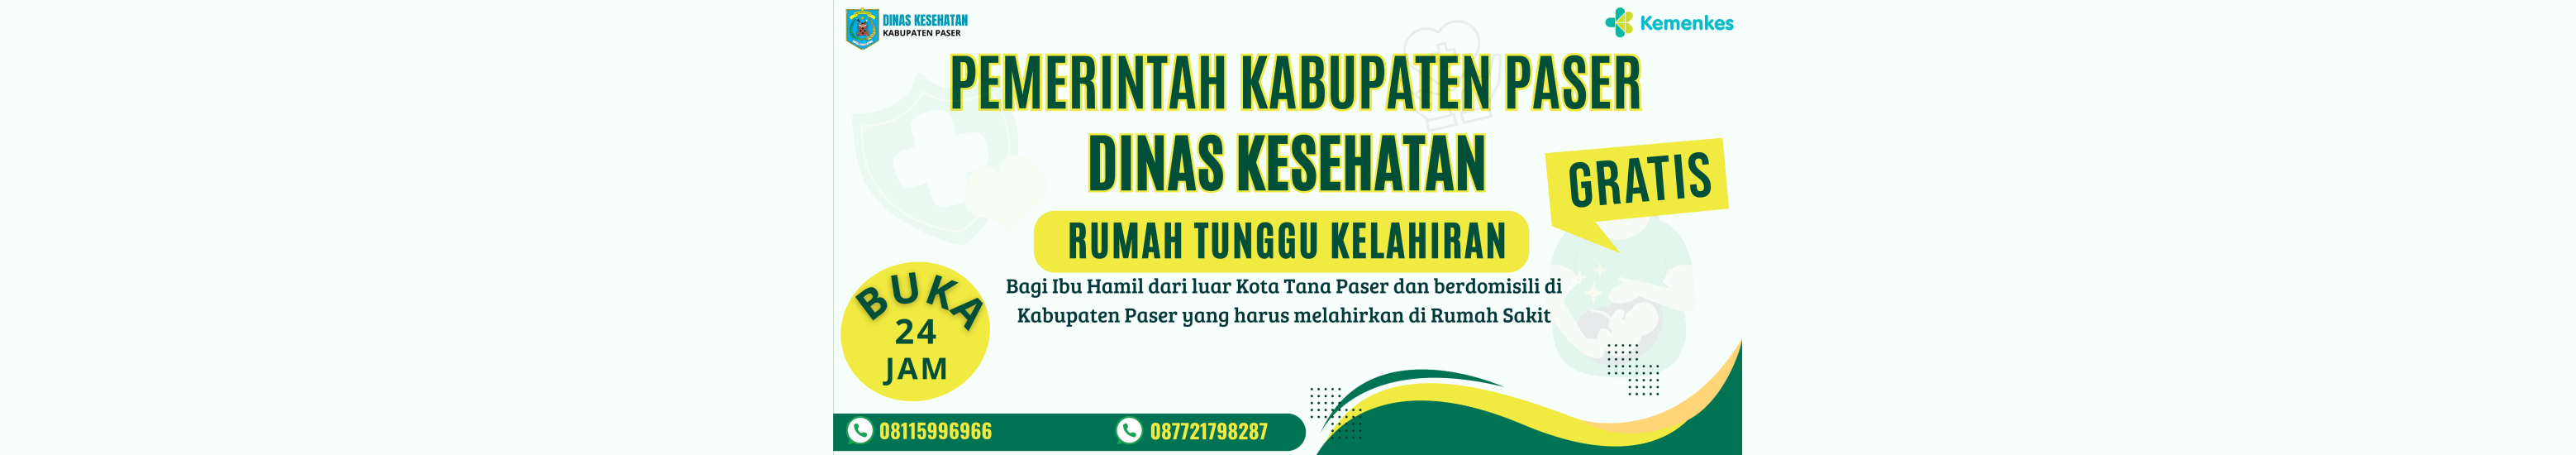 DINAS KESEHATAN
KABUPATEN PASER
Kemenkes
PEMERINTAH KABUPATEN PASER
DINAS KESEHATAN
GRATIS
RUMAH TUNGGU KELAHIRAN
Bagi Ibu Hamil dari luar Kota Tana Paser dan berdomisili di
Kabupaten Paser yang harus melahirkan di Rumah Sakit
BUKA
24
JAM
08115996966
087721798287